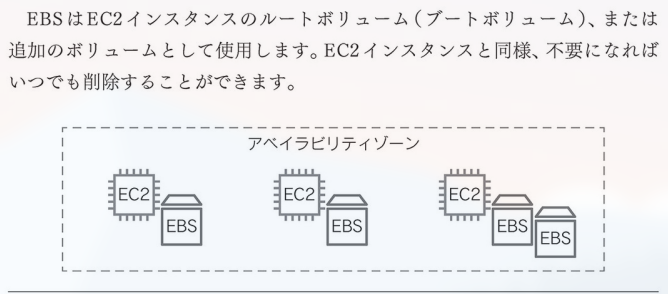 EBSはEC2インスタンスのルートボリューム(ブートボリューム)、または
追加のボリュームとして使用します。EC2インスタンスと同様、不要になれば
いつでも削除することができます。
アベイラビリティゾーン
EC2
EBS
EC2
EBS
EC2
EBS
EBS